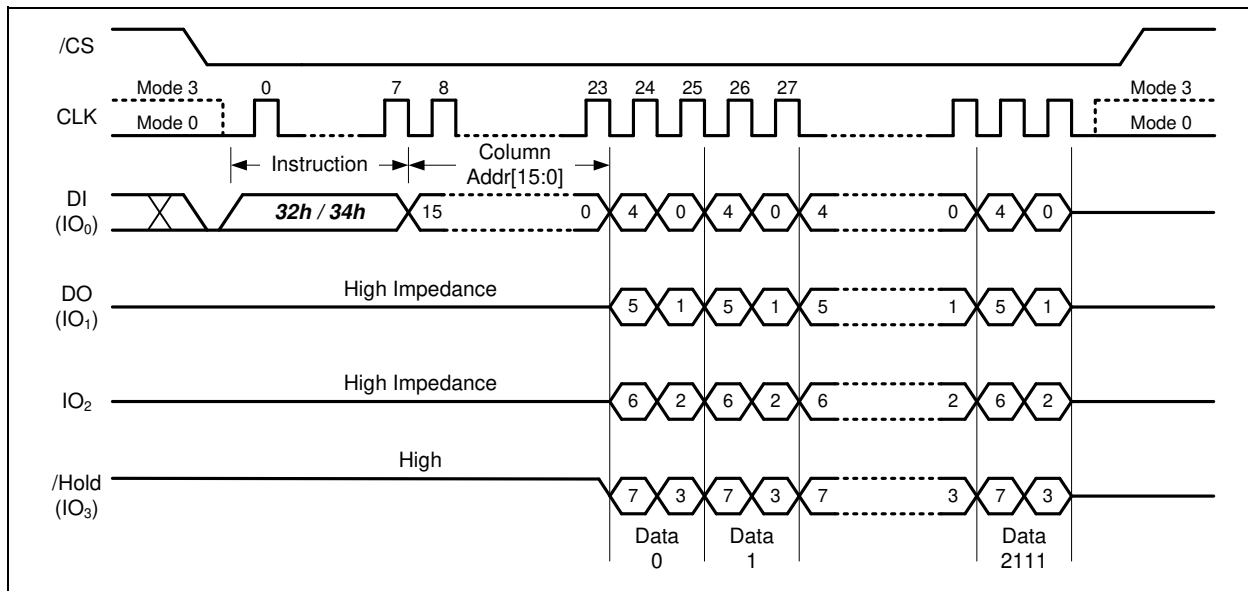 /CS
Mode 3 0 7 8 23 24 25 26 27 Mode 3
CLK
Mode 0 Mode 0
Instruction Column
Addr[15:0]
DI
(IO₀)
32h / 34h 15 0 4 0 4 0 4 0 4 0
High Impedance
DO
(IO₁)
5 1 5 1 5 1 5 1
High Impedance
IO₂ 6 2 6 2 6 2 6 2
High
/Hold
(IO₃)
7 3 7 3 7 3 7 3
Data Data Data
0 1 2111